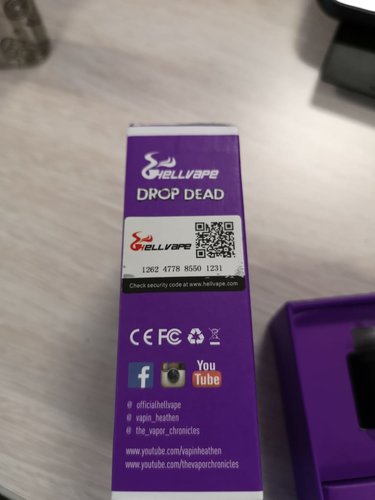 HELLVAPE
DROP DEAD
HELLVAPE
1262 4778 8550 1231
Check security code at www.hellvape.com
CE FC
f
You
Tube
@ officialhellvape
@ vapin_heathen
@ the_vapor_chronicles
www.youtube.com/vapinheathen
www.youtube.com/thevaporchronicles